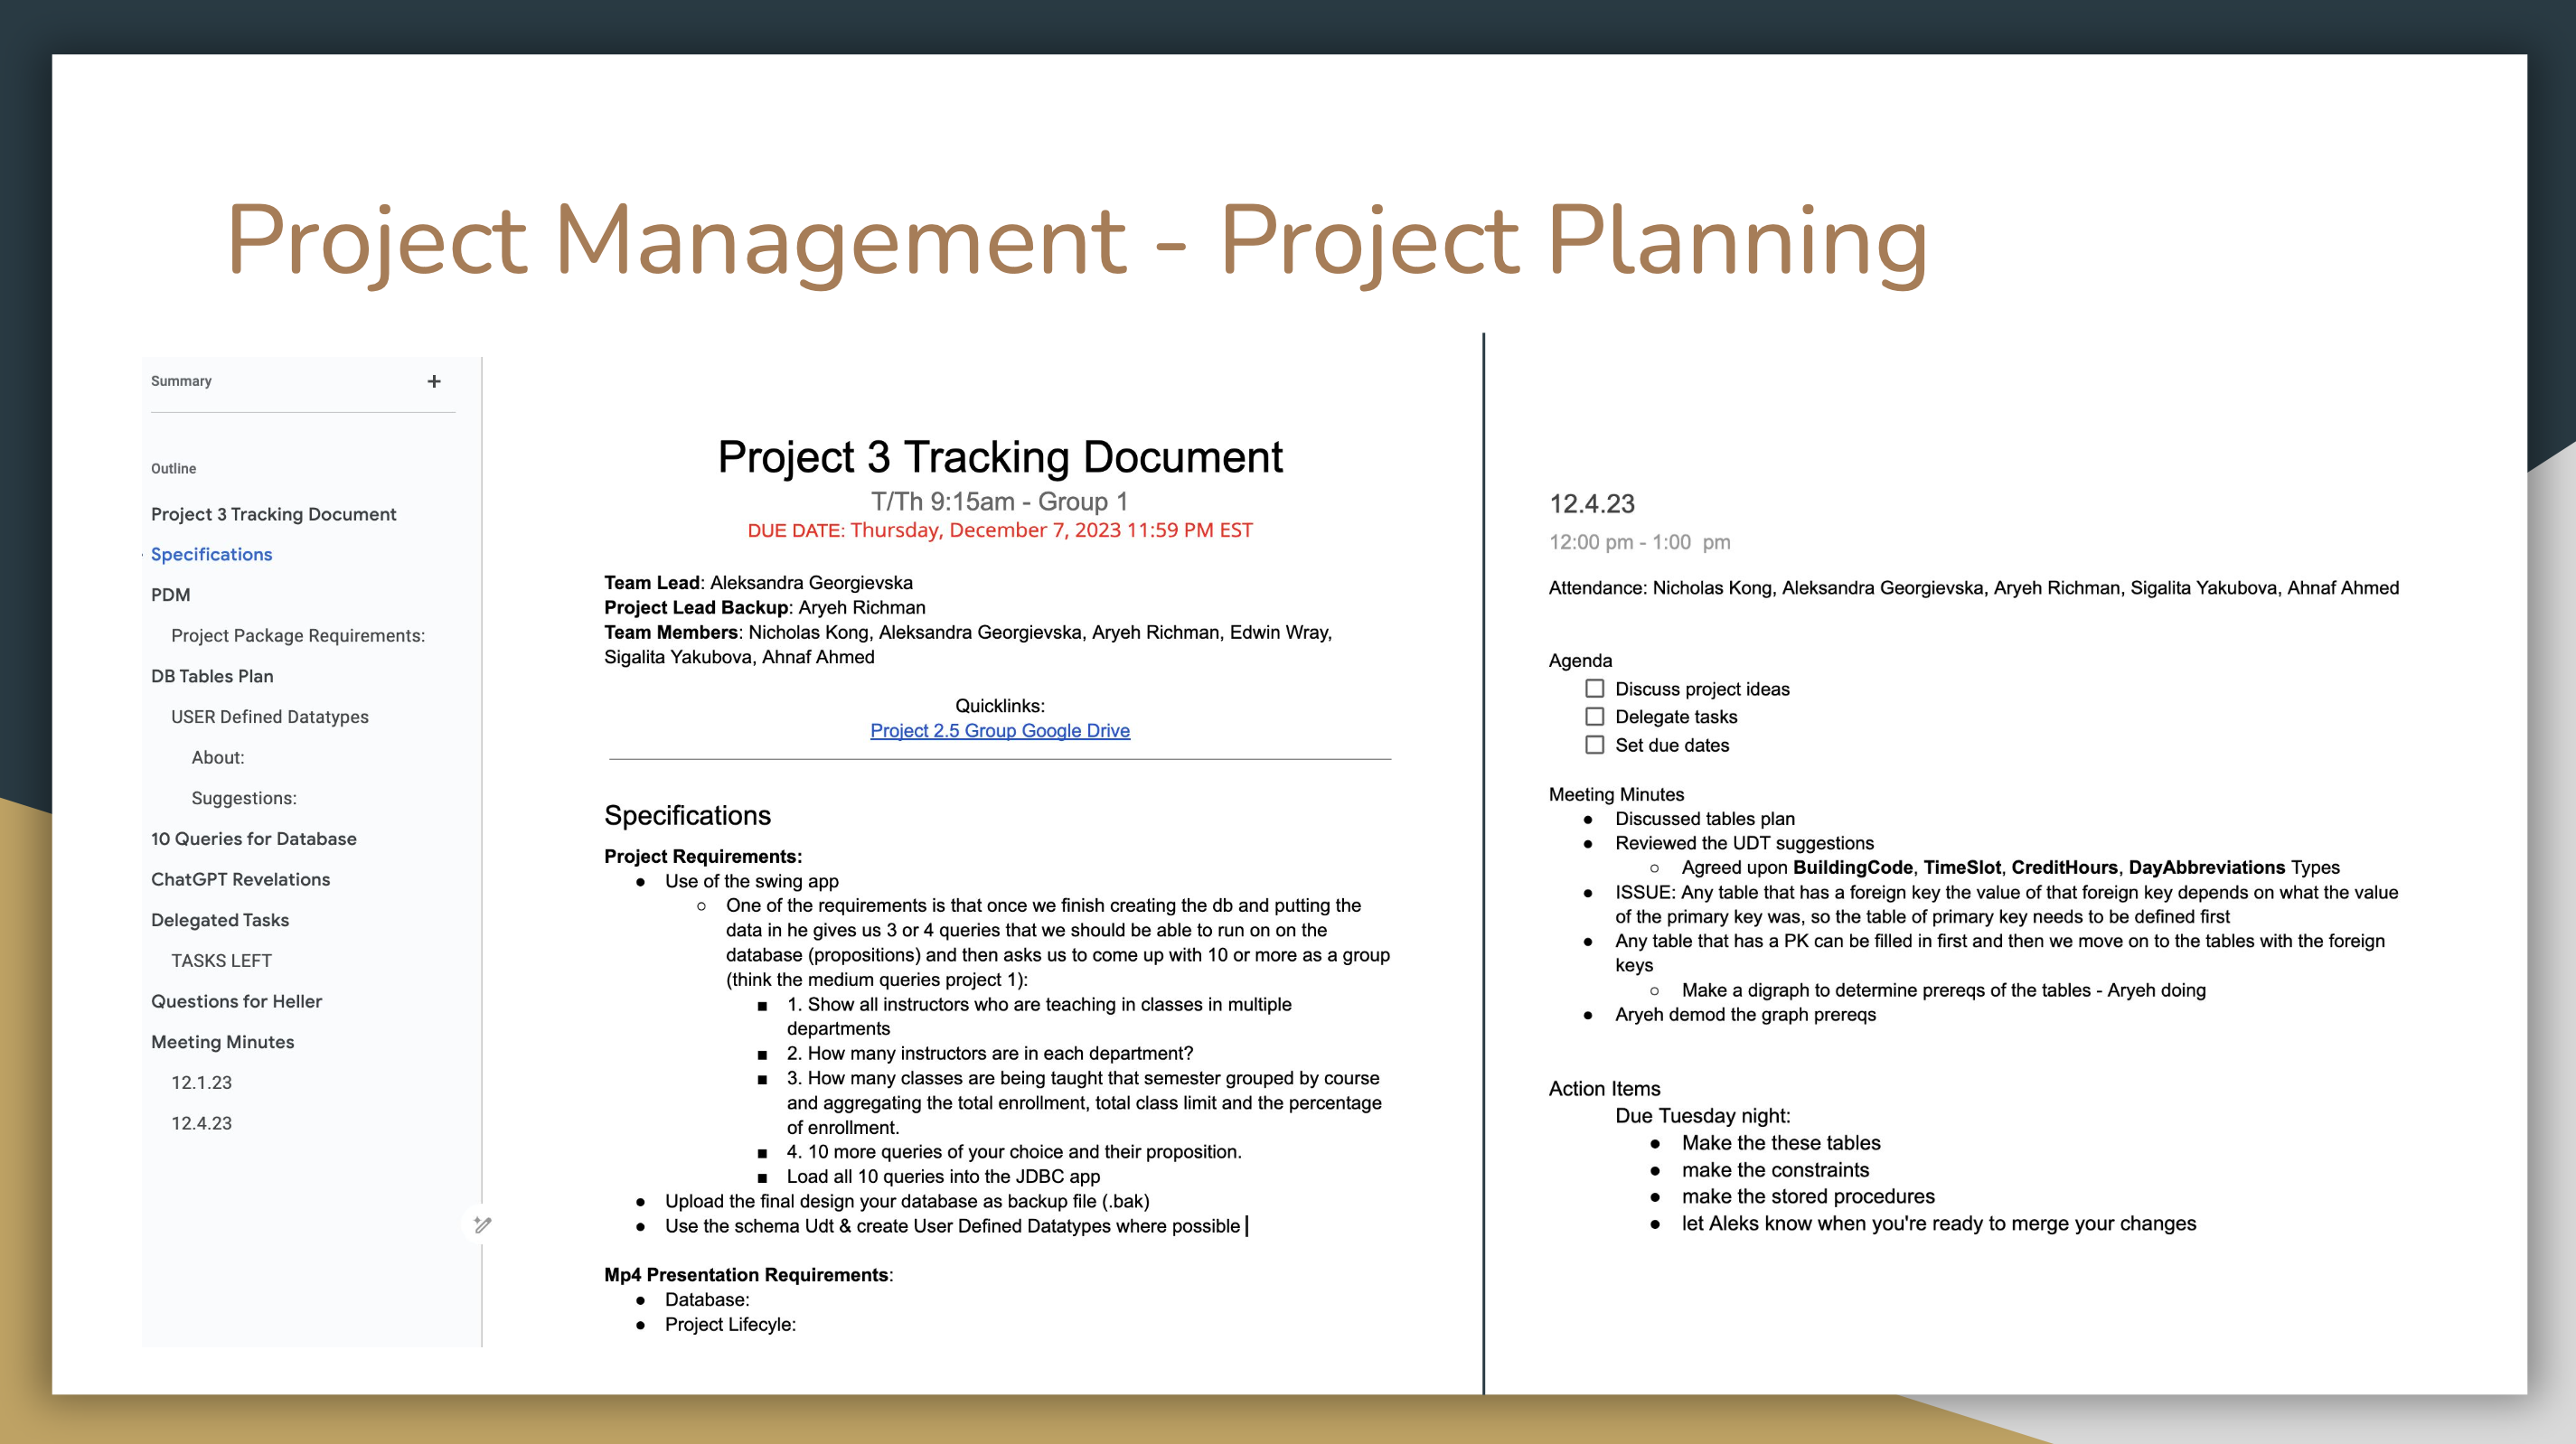 Project Management - Project Planning
Summary
Outline
Project 3 Tracking Document
Specifications
PDM
Project Package Requirements:
DB Tables Plan
USER Defined Datatypes
About:
Suggestions:
10 Queries for Database
ChatGPT Revelations
Delegated Tasks
TASKS LEFT
Questions for Heller
Meeting Minutes
12.1.23
12.4.23
Project 3 Tracking Document
T/Th 9:15am - Group 1
DUE DATE: Thursday, December 7, 2023 11:59 PM EST
Team Lead: Aleksandra Georgievska
Project Lead Backup: Aryeh Richman
Team Members: Nicholas Kong, Aleksandra Georgievska, Aryeh Richman, Edwin Wray,
Sigalita Yakubova, Ahnaf Ahmed
Quicklinks:
Project 2.5 Group Google Drive
Specifications
Project Requirements:
● Use of the swing app
○ One of the requirements is that once we finish creating the db and putting the
data in he gives us 3 or 4 queries that we should be able to run on on the
database (propositions) and then asks us to come up with 10 or more as a group
(think the medium queries project 1):
■ 1. Show all instructors who are teaching in classes in multiple
departments
■ 2. How many instructors are in each department?
■ 3. How many classes are being taught that semester grouped by course
and aggregating the total enrollment, total class limit and the percentage
of enrollment.
■ 4. 10 more queries of your choice and their proposition.
■ Load all 10 queries into the JDBC app
● Upload the final design your database as backup file (.bak)
● Use the schema Udt & create User Defined Datatypes where possible
Mp4 Presentation Requirements:
● Database:
● Project Lifecyle:
12.4.23
12:00 pm - 1:00 pm
Attendance: Nicholas Kong, Aleksandra Georgievska, Aryeh Richman, Sigalita Yakubova, Ahnaf Ahmed
Agenda
Discuss project ideas
Delegate tasks
Set due dates
Meeting Minutes
● Discussed tables plan
● Reviewed the UDT suggestions
○ Agreed upon BuildingCode, TimeSlot, CreditHours, DayAbbreviations Types
● ISSUE: Any table that has a foreign key the value of that foreign key depends on what the value
of the primary key was, so the table of primary key needs to be defined first
● Any table that has a PK can be filled in first and then we move on to the tables with the foreign
keys
○ Make a digraph to determine prereqs of the tables - Aryeh doing
● Aryeh demod the graph prereqs
Action Items
Due Tuesday night:
● Make the these tables
● make the constraints
● make the stored procedures
● let Aleks know when you're ready to merge your changes